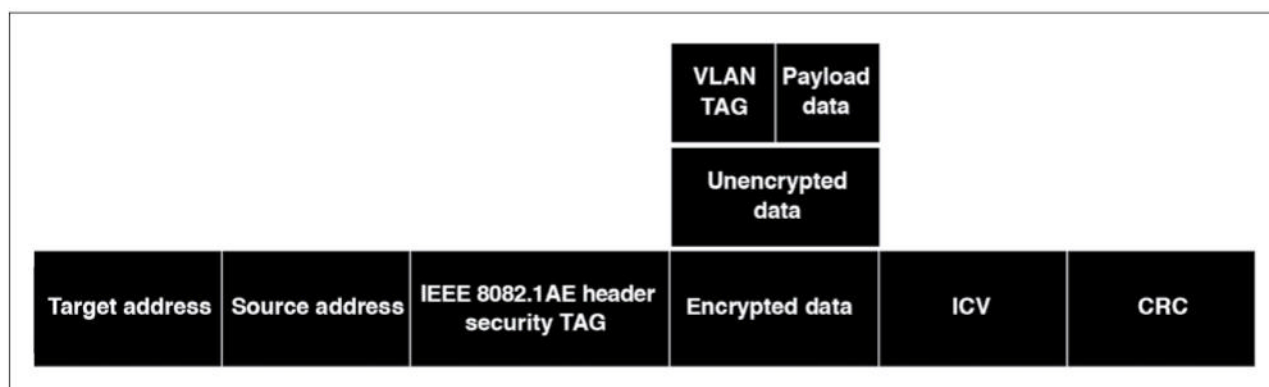 VLAN
TAG
Payload
data
Unencrypted
data
Target address
Source address
IEEE 8082.1AE header
security TAG
Encrypted data
ICV
CRC